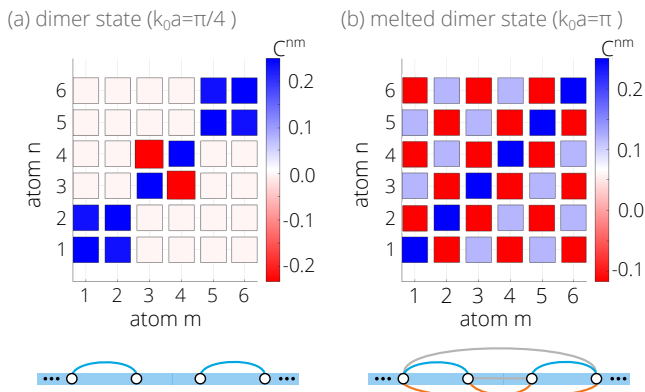 (a) dimer state (k₀a=π/4 )
(b) melted dimer state (k₀a=π )
Cⁿᵐ
Cⁿᵐ
6
5
4
3
2
1
atom n
1 2 3 4 5 6
atom m
0.2
0.1
0.0
-0.1
-0.2
6
5
4
3
2
1
atom n
1 2 3 4 5 6
atom m
0.2
0.1
0.0
-0.1
••• •••
••• •••